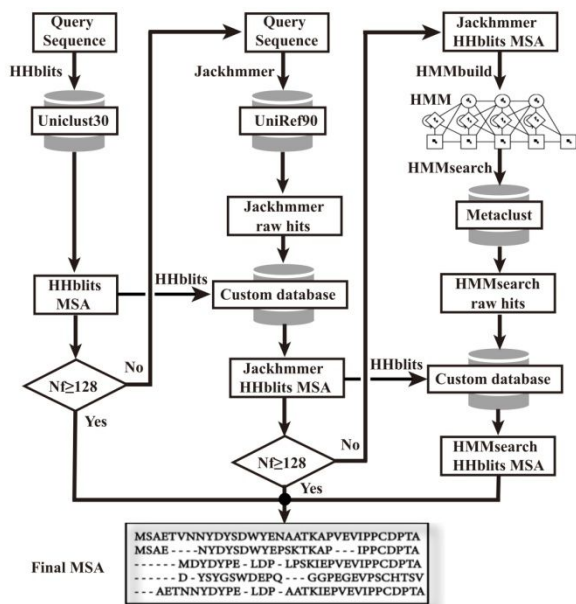 Query
Sequence
HHblits
Uniclust30
HHblits
MSA
HHblits
Nf≥128
No
Yes
Query
Sequence
Jackhmmer
UniRef90
Jackhmmer
raw hits
Custom database
Jackhmmer
HHblits MSA
HHblits
Nf≥128
No
Yes
Jackhmmer
HHblits MSA
HMMbuild
HMM
HMMsearch
Metaclust
HMMsearch
raw hits
Custom database
HMMsearch
HHblits MSA
Final MSA
MSAETVNNYDYSDWYENAATKAPVEVIPPCDPTA
MSAE----NYDYSDWYEPSKTKAP---IPPCDPTA
----MDYDYPE-LDP-LPSKIEPVEVIPPCDPTA
-----D-YSYGSWDEPQ---GGPEGEVPSCHTSV
--AETNNYDYPE-LDP-AATKIEPVEVIPPCDPTA